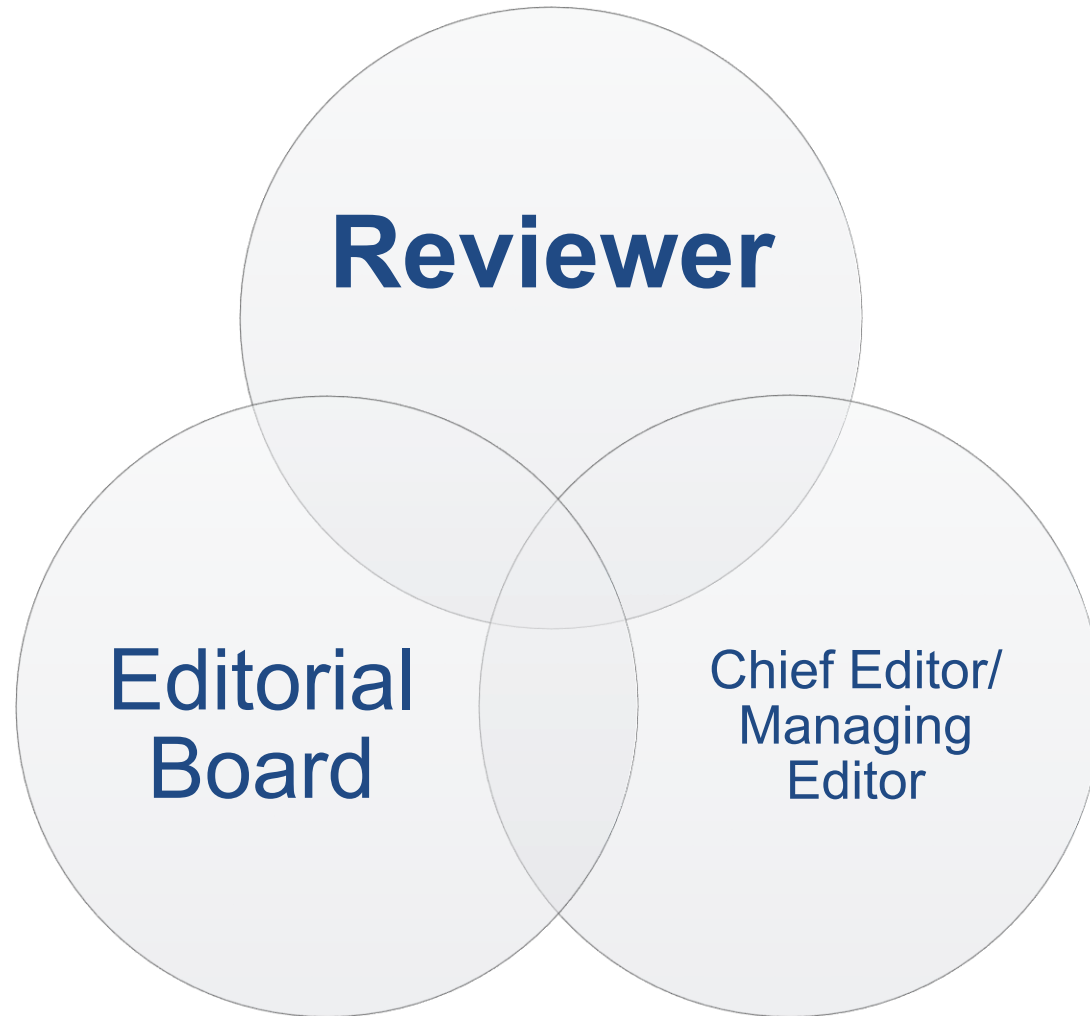 Reviewer
Editorial
Board
Chief Editor/
Managing
Editor